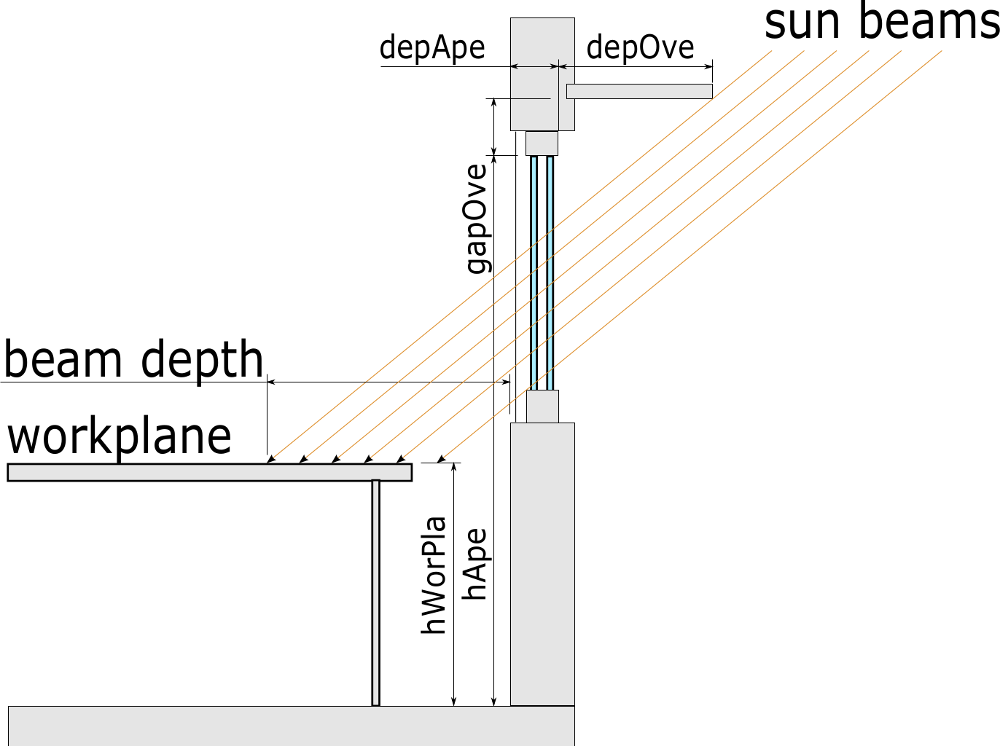 sun beams
depApe
depOve
gapOve
beam depth
workplane
hWorPla
hApe